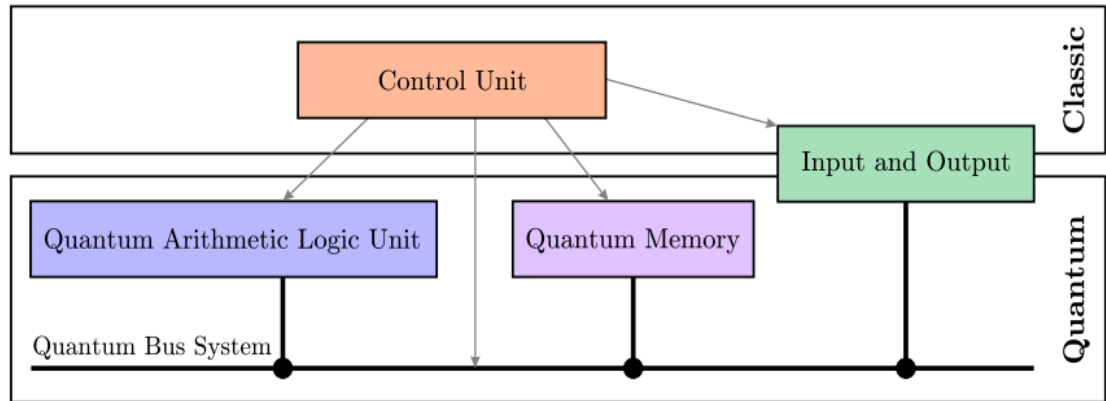 Control Unit
Classic
Input and Output
Quantum Arithmetic Logic Unit
Quantum Memory
Quantum
Quantum Bus System